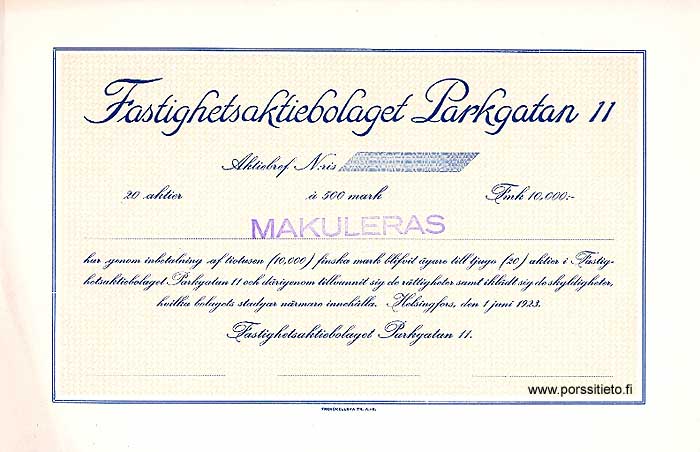 Fastighetsaktiebolaget Parkgatan 11
Aktiebref N:ris
20 aktier à 500 mark Fmk 10,000:-
MAKULERAS
har genom inbetalning af tiotusen (10,000) finska mark blifvit ägare till tjugo (20) aktier i Fastig-
hetsaktiebolaget Parkgatan 11 och därigenom tillvunnit sig de rättigheter samt iklädt sig de skyldigheter,
hvilka bolagets stadgar närmare innehålla. Helsingfors, den 1 juni 1923.
Fastighetsaktiebolaget Parkgatan 11.
www.porssitieto.fi